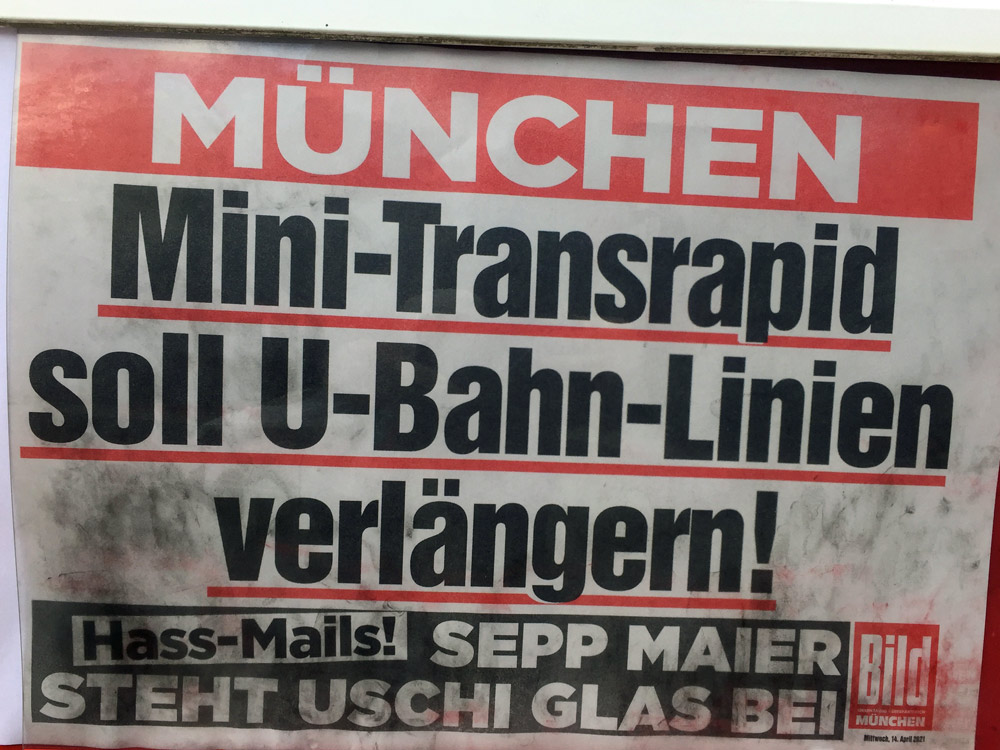 MÜNCHEN
Mini-Transrapid
soll U-Bahn-Linien
verlängern!
Hass-Mails! SEPP MAIER
STEHT USCHI GLAS BEI
Bild
MÜNCHEN
Mittwoch, 14. April 2021